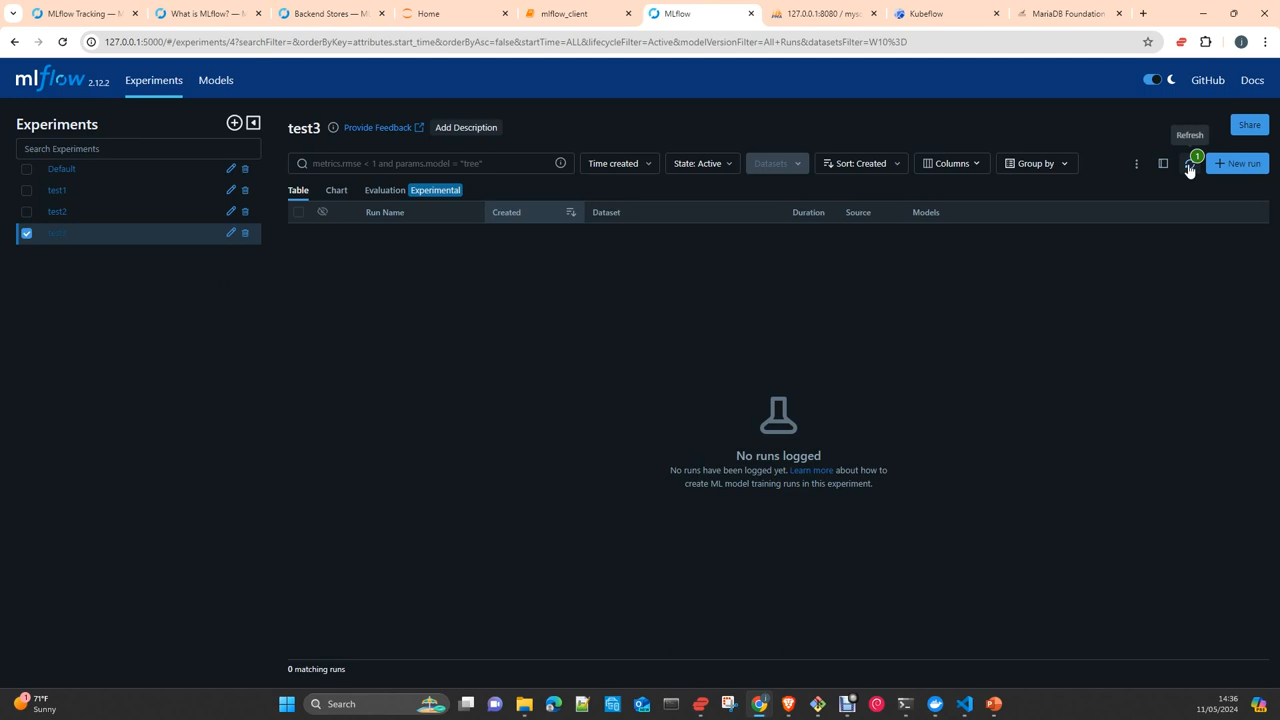 MLflow Tracking — M
What is MLflow? — M
Backend Stores — ML
Home
mlflow_client
MLflow
127.0.0.1:8080 / mysc
Kubeflow
MariaDB Foundation
127.0.0.1:5000/#/experiments/4?searchFilter=&orderByKey=attributes.start_time&orderByAsc=false&startTime=ALL&lifecycleFilter=Active&modelVersionFilter=All+Runs&datasetsFilter=W10%3D
mlflow 2.12.2
Experiments
Models
GitHub
Docs
Experiments
Search Experiments
Default
test1
test2
test3
test3
Provide Feedback
Add Description
Share
Refresh
metrics.rmse < 1 and params.model = "tree"
Time created
State: Active
Datasets
Sort: Created
Columns
Group by
1
New run
Table
Chart
Evaluation
Experimental
Run Name
Created
Dataset
Duration
Source
Models
No runs logged
No runs have been logged yet. Learn more about how to
create ML model training runs in this experiment.
0 matching runs
1
71°F
Sunny
Search
14:36
11/05/2024